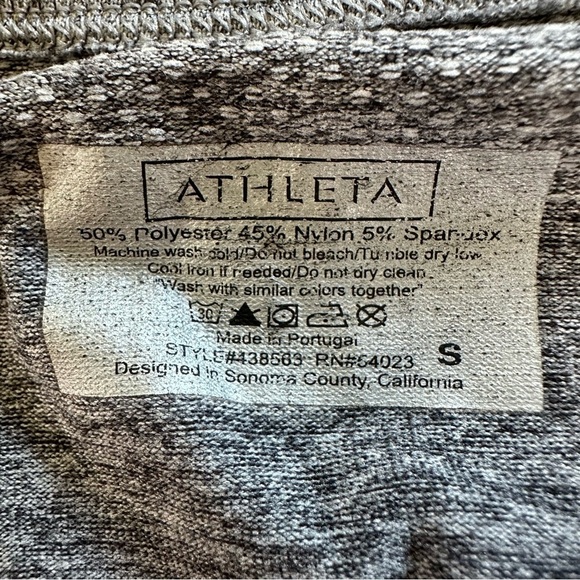 ATHLETA
50% Polyester 45% Nylon 5% Spandex
Machine wash cold/Do not bleach/Tumble dry low
Cool Iron if needed/Do not dry clean
"Wash with similar colors together"
30
Made in Portugal
STYLE#438563 RN#54023 S
Designed in Sonoma County, California